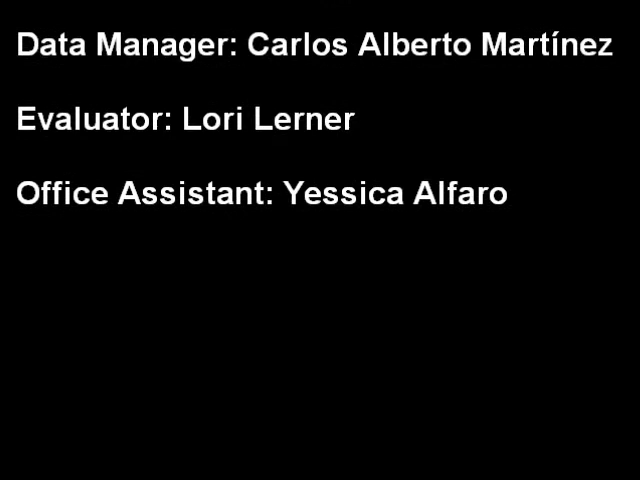 Data Manager: Carlos Alberto Martínez
Evaluator: Lori Lerner
Office Assistant: Yessica Alfaro